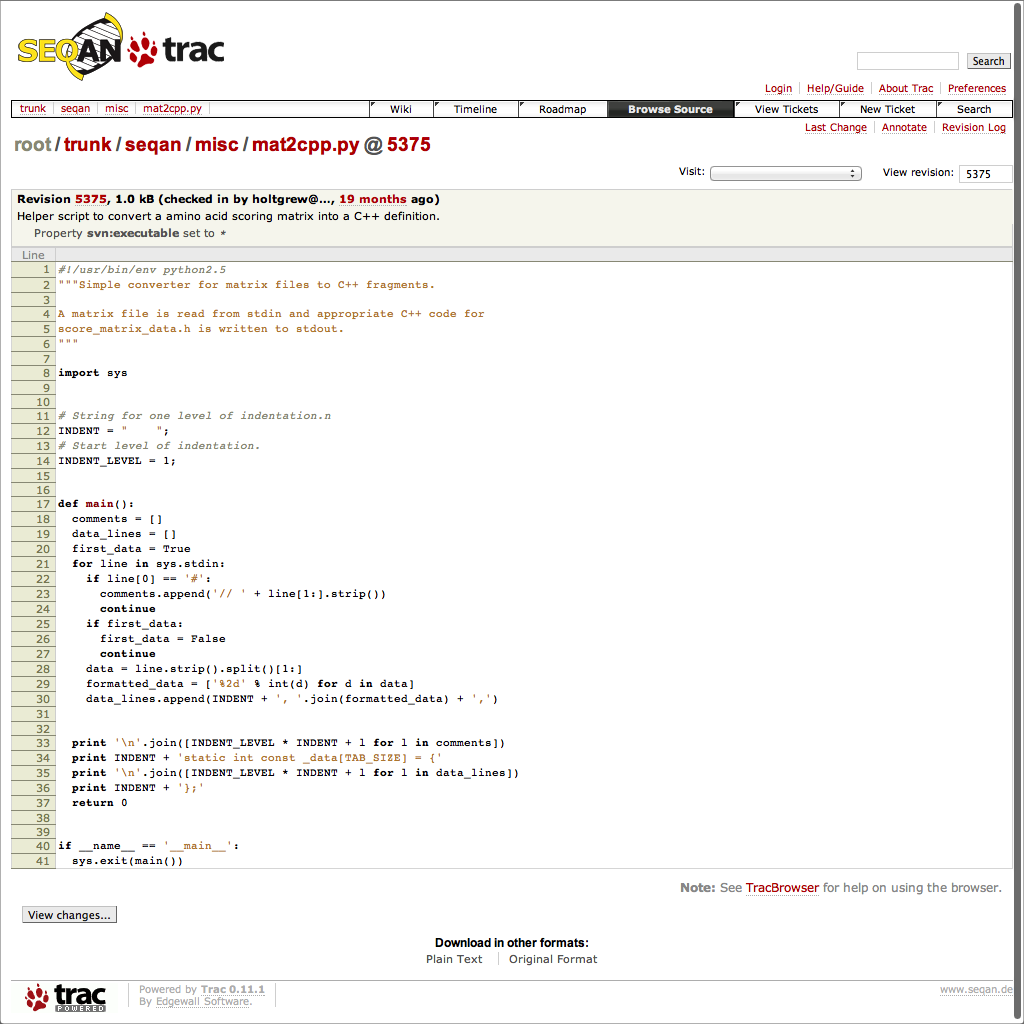 SEQAN trac
Search
Login Help/Guide About Trac Preferences
trunk seqan misc mat2cpp.py Wiki Timeline Roadmap Browse Source View Tickets New Ticket Search
Last Change Annotate Revision Log
root / trunk / seqan / misc / mat2cpp.py @ 5375
Visit: View revision: 5375
Revision 5375, 1.0 kB (checked in by holtgrew@..., 19 months ago)
Helper script to convert a amino acid scoring matrix into a C++ definition.
Property svn:executable set to *
Line
1 #!/usr/bin/env python2.5
2 """Simple converter for matrix files to C++ fragments.
3
4 A matrix file is read from stdin and appropriate C++ code for
5 score_matrix_data.h is written to stdout.
6 """
7
8 import sys
9
10
11 # String for one level of indentation.n
12 INDENT = "    ";
13 # Start level of indentation.
14 INDENT_LEVEL = 1;
15
16
17 def main():
18   comments = []
19   data_lines = []
20   first_data = True
21   for line in sys.stdin:
22     if line[0] == '#':
23       comments.append('// ' + line[1:].strip())
24       continue
25     if first_data:
26       first_data = False
27       continue
28     data = line.strip().split()[1:]
29     formatted_data = ['%2d' % int(d) for d in data]
30     data_lines.append(INDENT + ', '.join(formatted_data) + ',')
31
32
33   print '\n'.join([INDENT_LEVEL * INDENT + l for l in comments])
34   print INDENT + 'static int const _data[TAB_SIZE] = {'
35   print '\n'.join([INDENT_LEVEL * INDENT + l for l in data_lines])
36   print INDENT + '};'
37   return 0
38
39
40 if __name__ == '__main__':
41   sys.exit(main())
Note: See TracBrowser for help on using the browser.
View changes...
Download in other formats:
Plain Text Original Format
trac POWERED
Powered by Trac 0.11.1
By Edgewall Software.
www.seqan.de